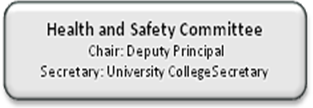 Health and Safety Committee
Chair: Deputy Principal
Secretary: University CollegeSecretary